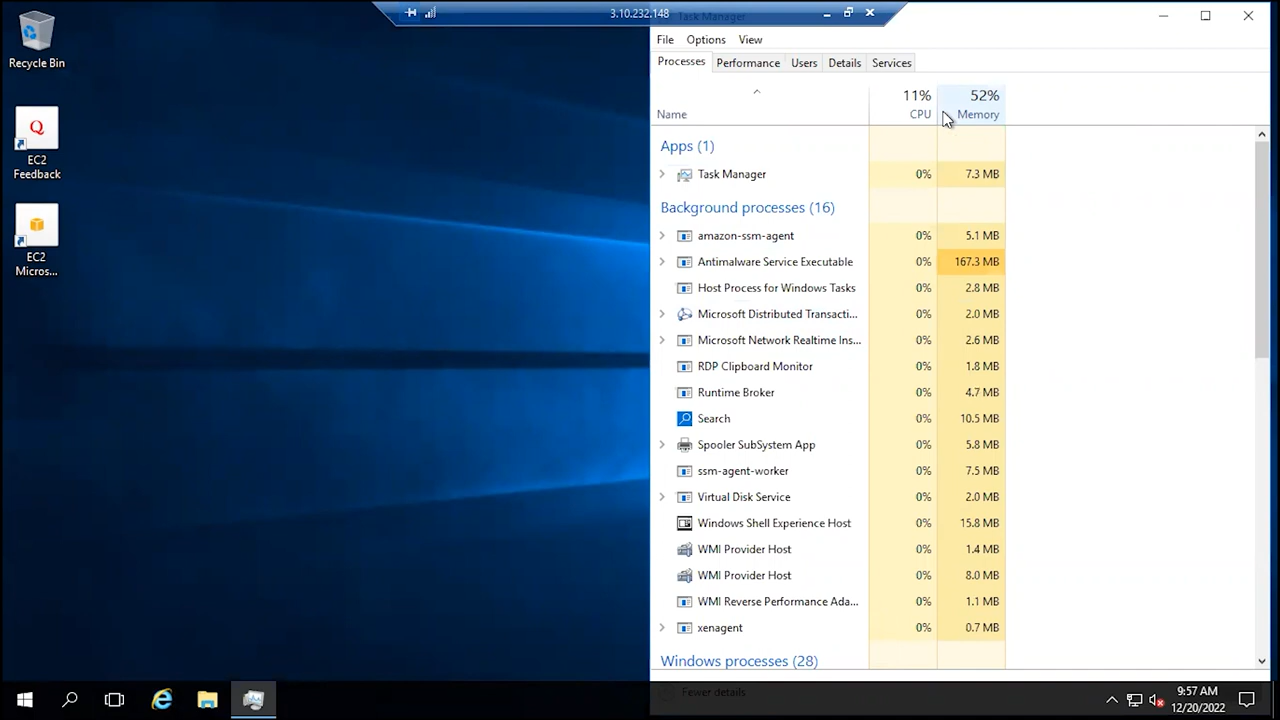 3.10.232.148
Task Manager
File Options View
Processes Performance Users Details Services
11% 52%
Name CPU Memory
Apps (1)
Task Manager 0% 7.3 MB
Background processes (16)
amazon-ssm-agent 0% 5.1 MB
Antimalware Service Executable 0% 167.3 MB
Host Process for Windows Tasks 0% 2.8 MB
Microsoft Distributed Transacti... 0% 2.0 MB
Microsoft Network Realtime Ins... 0% 2.6 MB
RDP Clipboard Monitor 0% 1.8 MB
Runtime Broker 0% 4.7 MB
Search 0% 10.5 MB
Spooler SubSystem App 0% 5.8 MB
ssm-agent-worker 0% 7.5 MB
Virtual Disk Service 0% 2.0 MB
Windows Shell Experience Host 0% 15.8 MB
WMI Provider Host 0% 1.4 MB
WMI Provider Host 0% 8.0 MB
WMI Reverse Performance Ada... 0% 1.1 MB
xenagent 0% 0.7 MB
Windows processes (28)
Fewer details
Recycle Bin
EC2
Feedback
EC2
Micros...
9:57 AM
12/20/2022